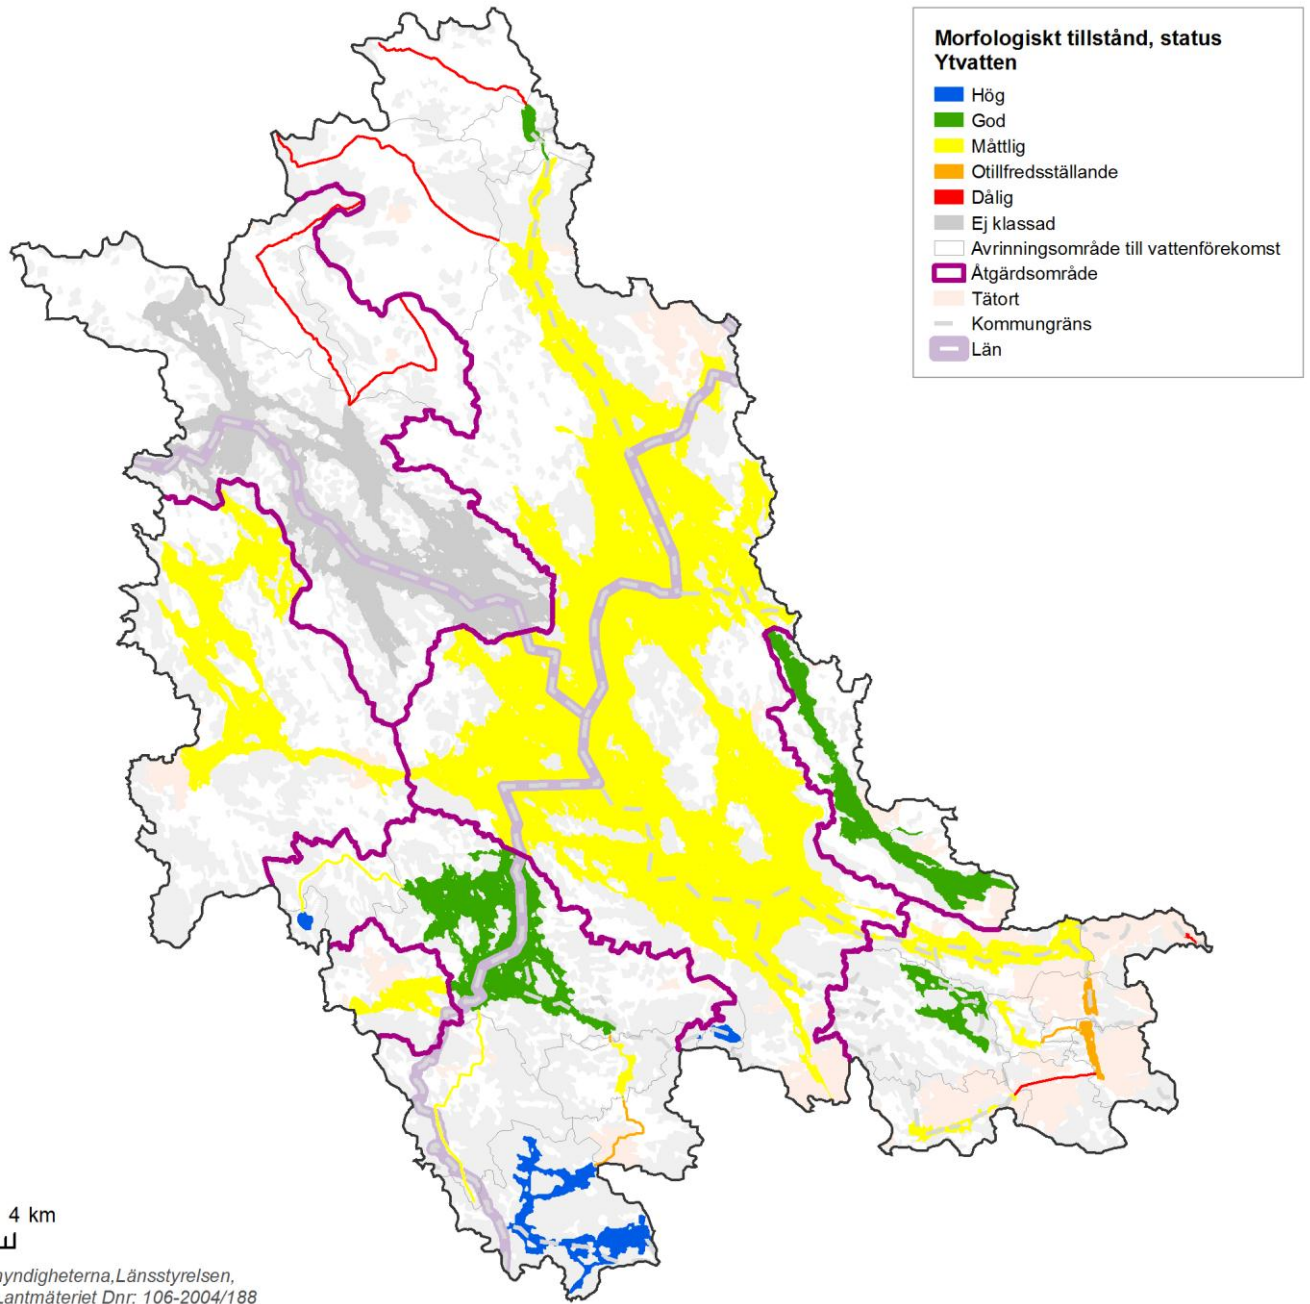 Morfologiskt tillstånd, status
Ytvatten
Hög
God
Måttlig
Otillfredsställande
Dålig
Ej klassad
Avrinningsområde till vattenförekomst
Åtgärdsområde
Tätort
Kommungräns
Län
4 km
Länsstyrelsen,
Lantmäteriet Dnr: 106-2004/188